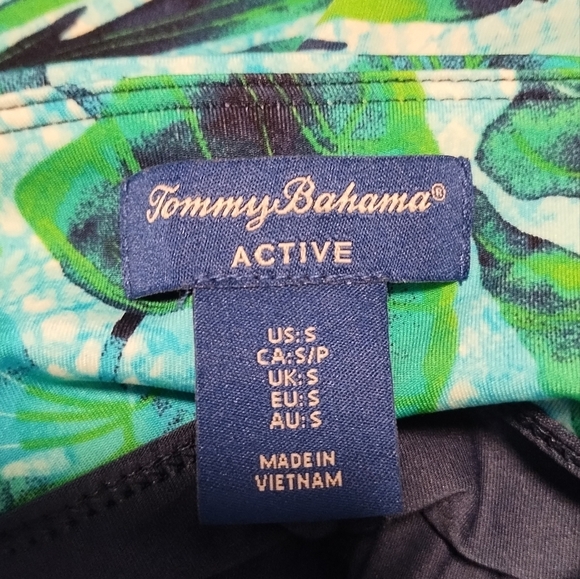 Tommy Bahama®
ACTIVE
US: S
CA: S/P
UK: S
EU: S
AU: S
MADE IN
VIETNAM